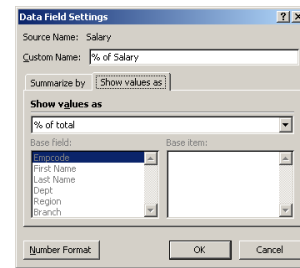 Data Field Settings
Source Name: Salary
Custom Name: % of Salary
Summarize by Show values as
Show values as
% of total
Base field: Base item:
Empcode
First Name
Last Name
Dept
Region
Branch
Number Format OK Cancel